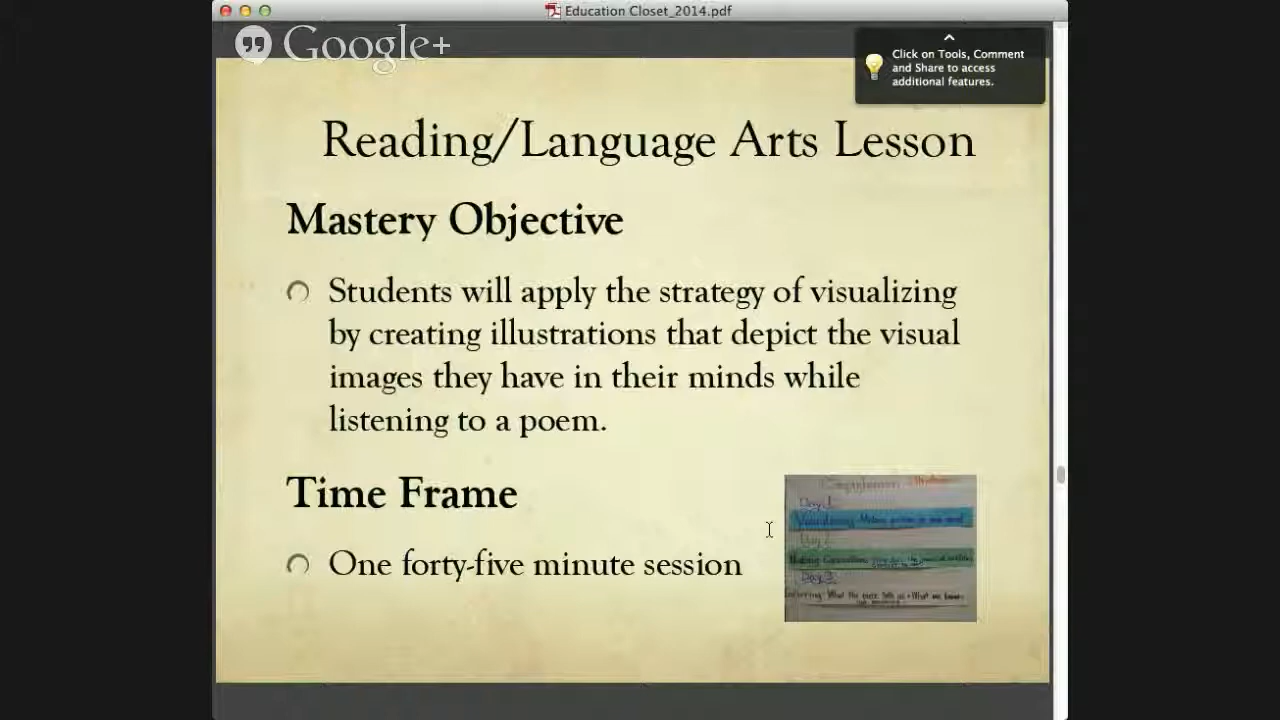 Education Closet_2014.pdf
Google+
Click on Tools, Comment
and Share to access
additional features.
Reading/Language Arts Lesson
Mastery Objective
Students will apply the strategy of visualizing
by creating illustrations that depict the visual
images they have in their minds while
listening to a poem.
Time Frame
One forty-five minute session
Day 1
Visualizing
Day 2
Making Connections
Day 3